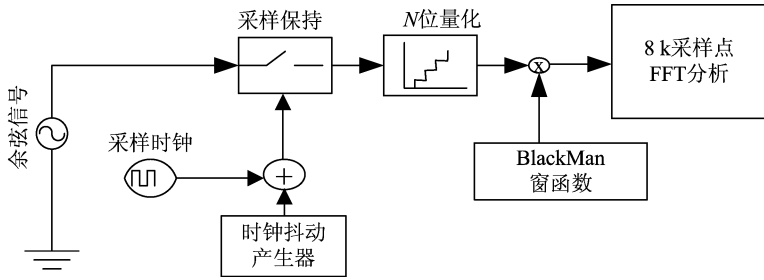 采样保持
N位量化
8 k采样点
FFT分析
余弦信号
采样时钟
x
+
BlackMan
窗函数
时钟抖动
产生器